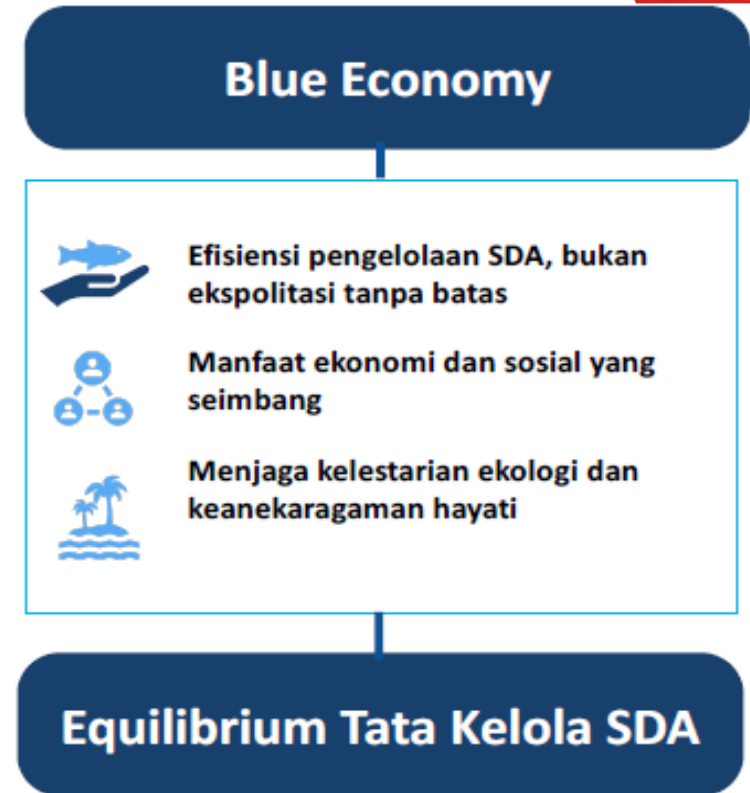 Blue Economy
Efisiensi pengelolaan SDA, bukan
ekspolitasi tanpa batas
Manfaat ekonomi dan sosial yang
seimbang
Menjaga kelestarian ekologi dan
keanekaragaman hayati
Equilibrium Tata Kelola SDA